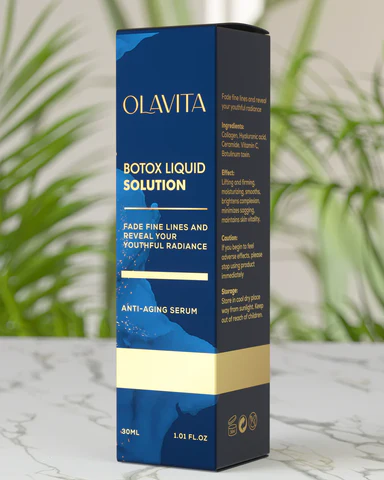 OLAVITA
BOTOX LIQUID
SOLUTION
FADE FINE LINES AND
REVEAL YOUR
YOUTHFUL RADIANCE
ANTI-AGING SERUM
30ML 1.01 FL.OZ
Fade fine lines and reveal
your youthful radiance
Ingredients:
Collagen, Hyaluronic acid,
Ceramide, Vitamin C,
Botulinum toxin
Effect:
Lifting and firming,
moisturizing, smooths,
brightens complexion,
minimizes sagging,
maintains skin vitality.
Caution:
If you begin to feel
adverse effects, please
stop using product
immediately
Storage:
Store in cool dry place
way from sunlight. Keep
out of reach of children.